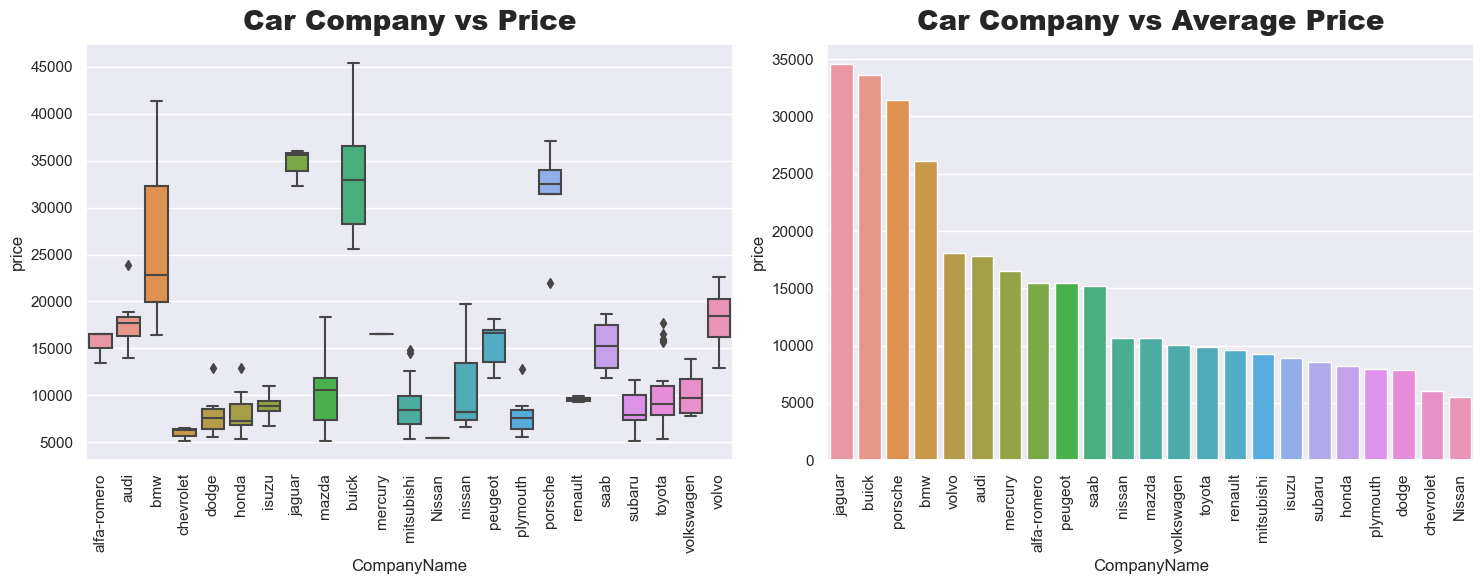 Car Company vs Price
price
45000
40000
35000
30000
25000
20000
15000
10000
5000
alfa-romero
audi
bmw
chevrolet
dodge
honda
isuzu
jaguar
mazda
buick
mercury
mitsubishi
Nissan
nissan
peugeot
plymouth
porsche
renault
saab
subaru
toyota
volkswagen
volvo
CompanyName
Car Company vs Average Price
price
35000
30000
25000
20000
15000
10000
5000
0
jaguar
buick
porsche
bmw
volvo
audi
mercury
alfa-romero
peugeot
saab
nissan
mazda
volkswagen
toyota
renault
mitsubishi
isuzu
subaru
honda
plymouth
dodge
chevrolet
Nissan
CompanyName